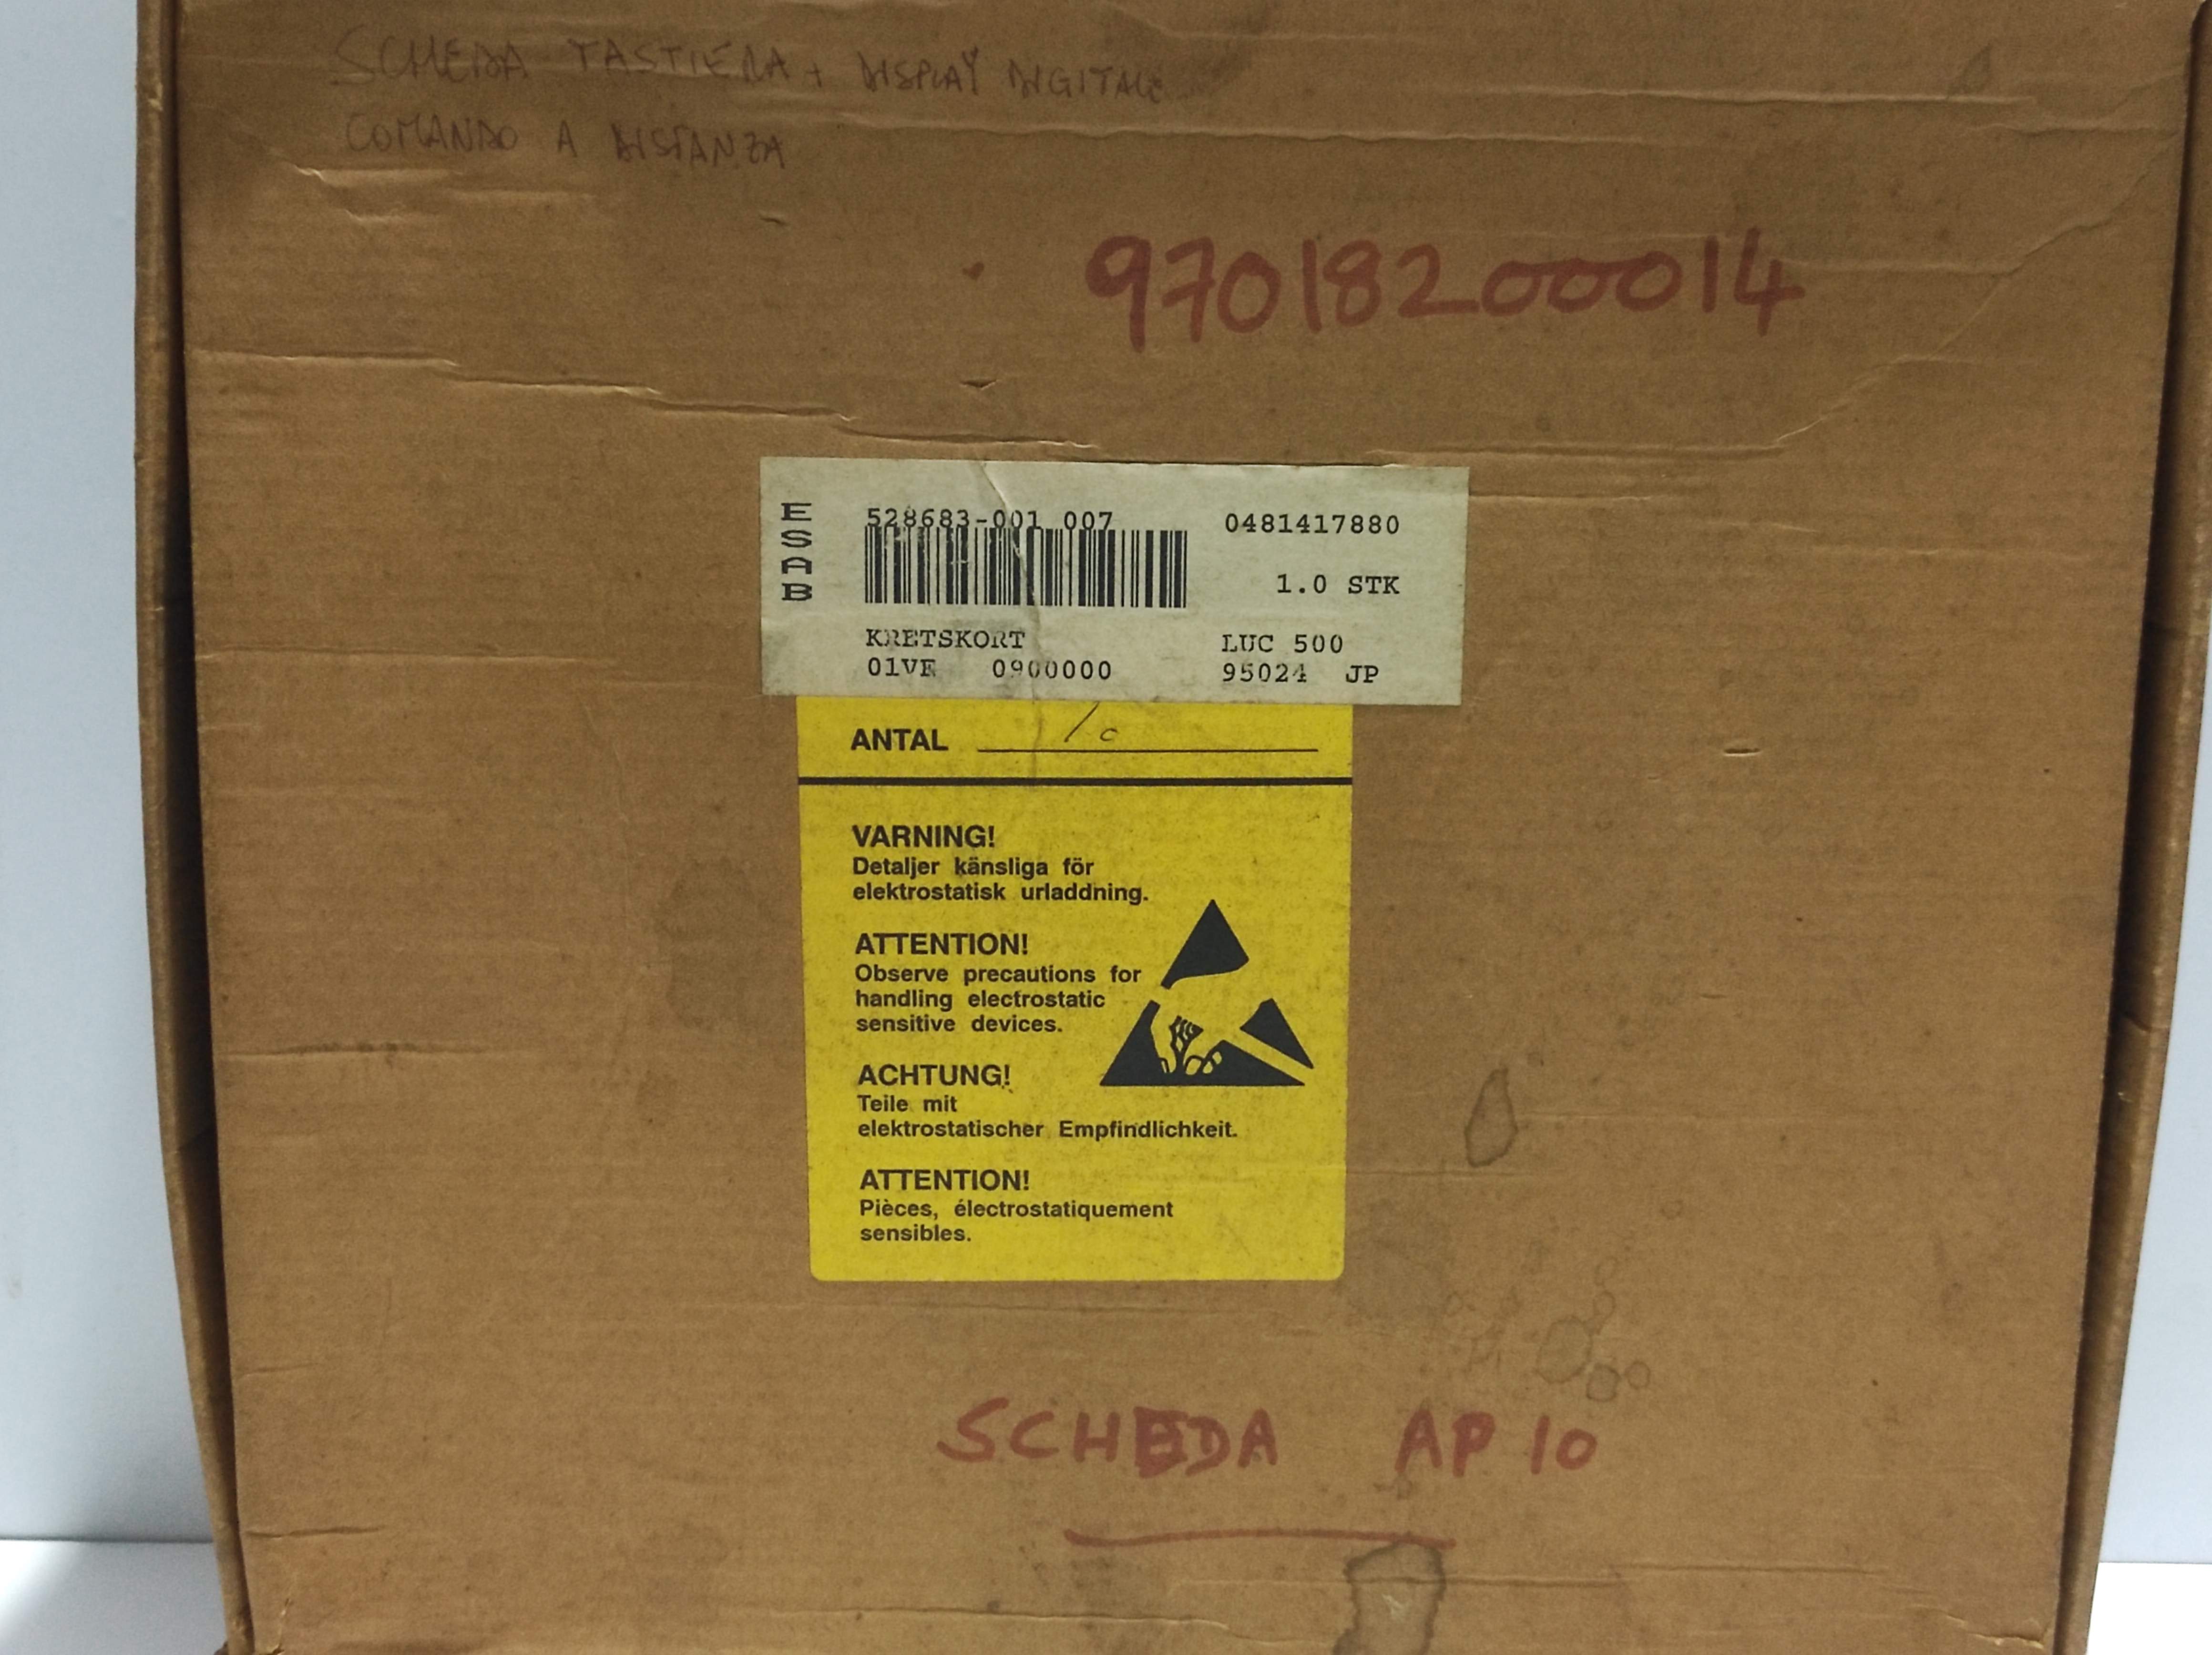 SCHEDA TASTIERA + DISPLAY DIGITALE
COMANDO A DISTANZA
97018200014
ESAB
528683-001 007 0481417880
1.0 STK
KRETSKORT LUC 500
01VE 0900000 95024 JP
ANTAL
VARNING!
Detaljer känsliga för
elektrostatisk urladdning.
ATTENTION!
Observe precautions for
handling electrostatic
sensitive devices.
ACHTUNG!
Teile mit
elektrostatischer Empfindlichkeit.
ATTENTION!
Pièces, électrostatiquement
sensibles.
SCHEDA AP 10